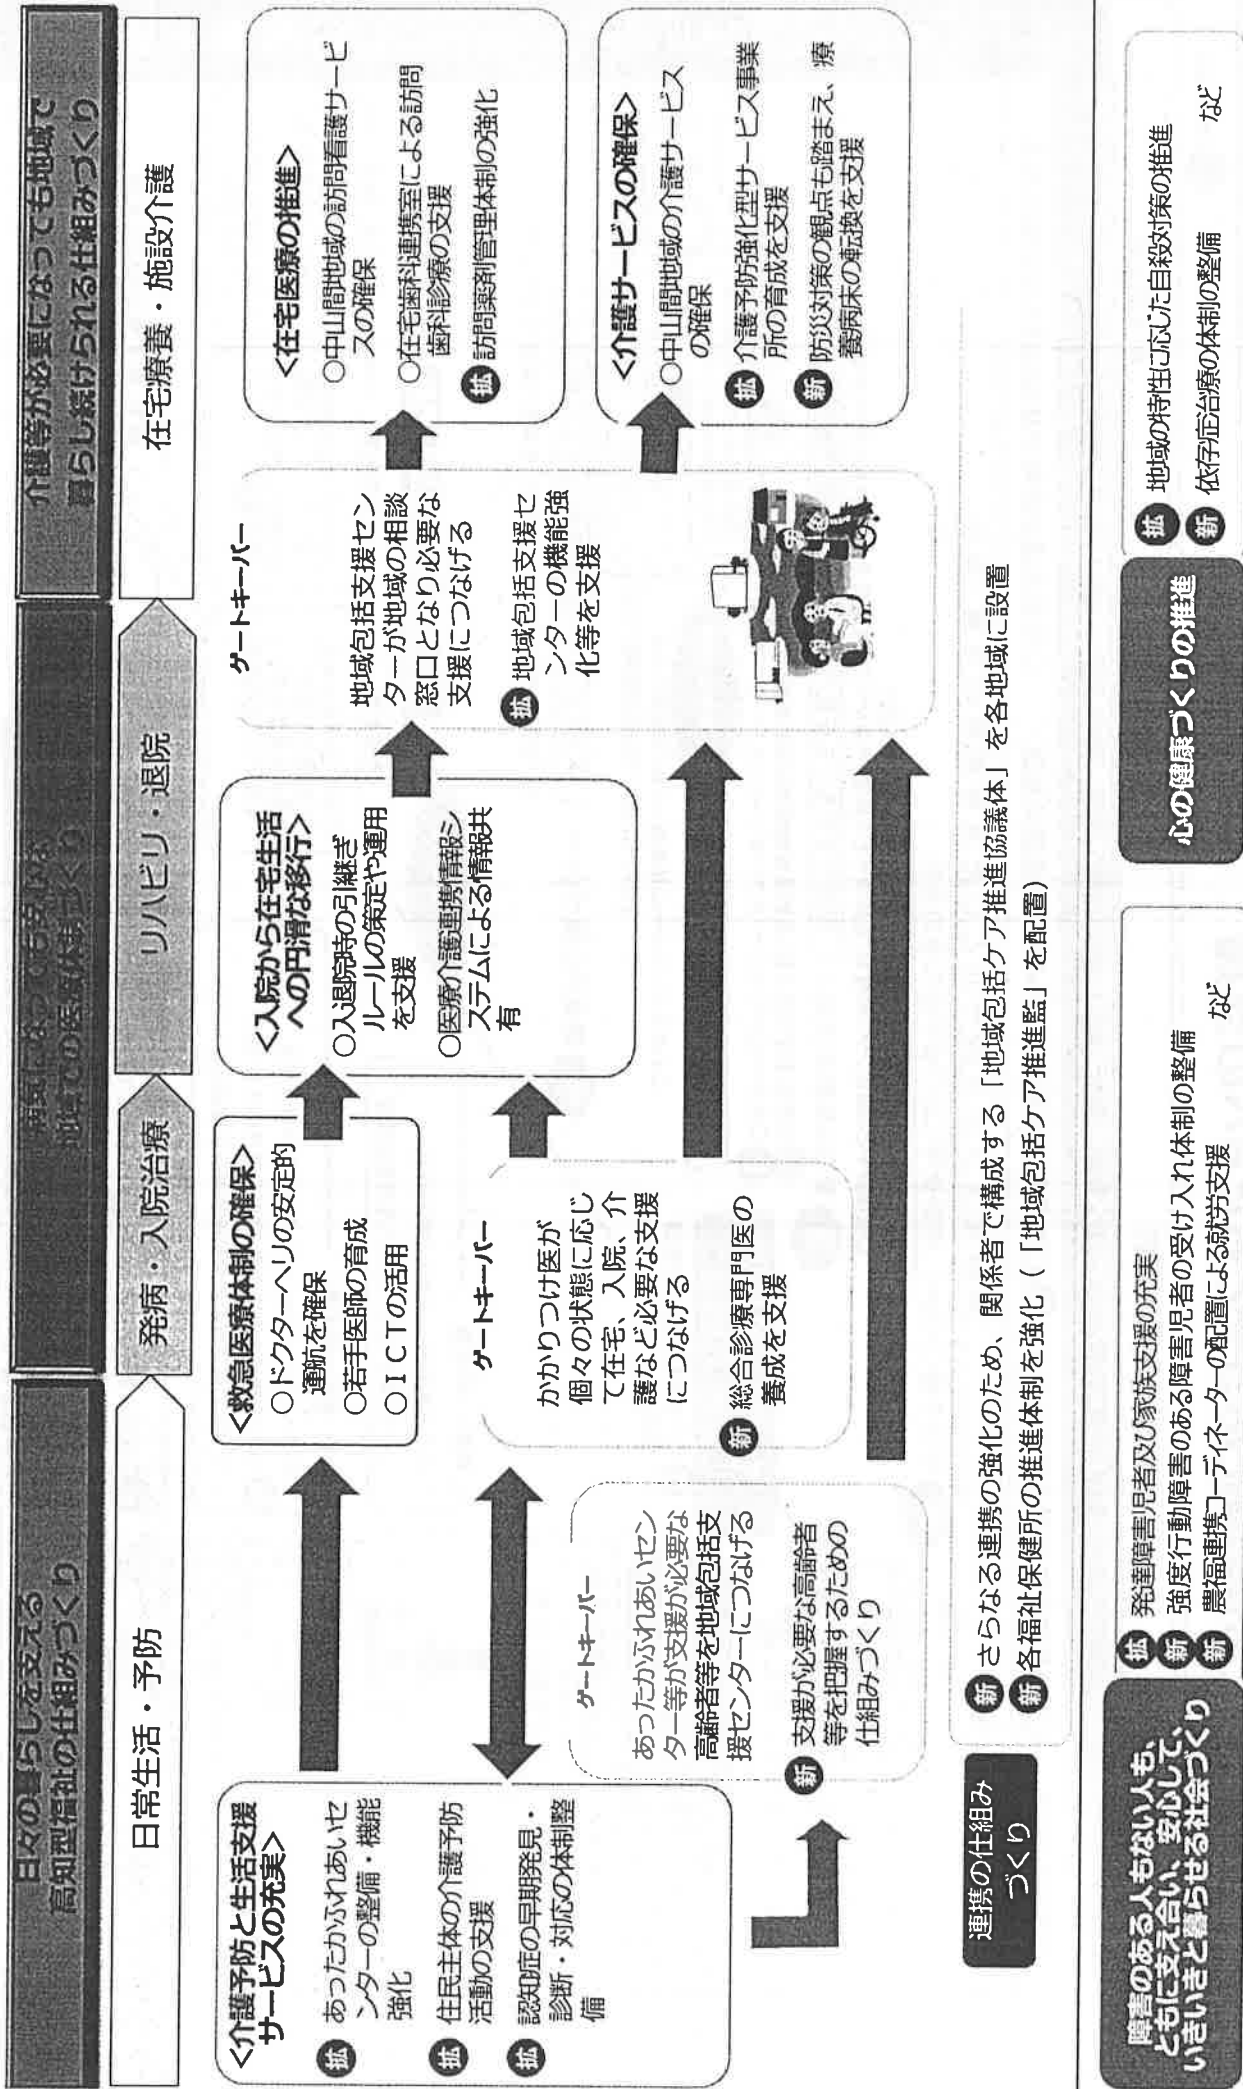 日々の暮らしを支える
高知型福祉の仕組みづくり
病気になっても安心な
地域での医療体制づくり
介護等が必要になっても地域で
暮らし続けられる仕組みづくり
日常生活・予防
発病・入院治療
リハビリ・退院
在宅療養・施設介護
<介護予防と生活支援
サービスの充実>
拡 あったかふれあいセ
ンターの整備・機能
強化
拡 住民主体の介護予防
活動の支援
拡 認知症の早期発見・
診断・対応の体制整
備
<救急医療体制の確保>
○ドクターヘリの安定的
運航を確保
○若手医師の育成
○ICTの活用
ゲートキーパー
かかりつけ医が
個々の状態に応じ
て在宅、入院、介
護など必要な支援
につなげる
新 総合診療専門医の
養成を支援
ゲートキーパー
あったかふれあいセン
ター等が支援が必要な
高齢者等を地域包括支
援センターにつなげる
新 支援が必要な高齢者
等を把握するための
仕組みづくり
<入院から在宅生活
への円滑な移行>
○入退院時の引継ぎ
ルールの策定や運用
を支援
○医療介護連携情報シ
ステムによる情報共
有
ゲートキーパー
地域包括支援セン
ターが地域の相談
窓口となり必要な
支援につなげる
拡 地域包括支援セ
ンターの機能強
化等を支援
<在宅医療の推進>
○中山間地域の訪問看護サービ
スの確保
○在宅歯科連携室による訪問
歯科診療の支援
拡 訪問薬剤管理体制の強化
<介護サービスの確保>
○中山間地域の介護サービス
の確保
拡 介護予防強化型サービス事業
所の育成を支援
新 防災対策の観点も踏まえ、療
養病床の転換を支援
連携の仕組み
づくり
新 さらなる連携の強化のため、関係者で構成する「地域包括ケア推進協議体」を各地域に設置
新 各福祉保健所の推進体制を強化(「地域包括ケア推進監」を配置)
障害のある人もない人も、
ともに支え合い、安心して、
いきいきと暮らせる社会づくり
拡 発達障害児者及び家族支援の充実
新 強度行動障害のある障害児者の受け入れ体制の整備
新 農福連携コーディネーターの配置による就労支援 など
心の健康づくりの推進
拡 地域の特性に応じた自殺対策の推進
新 依存症治療の体制の整備 など